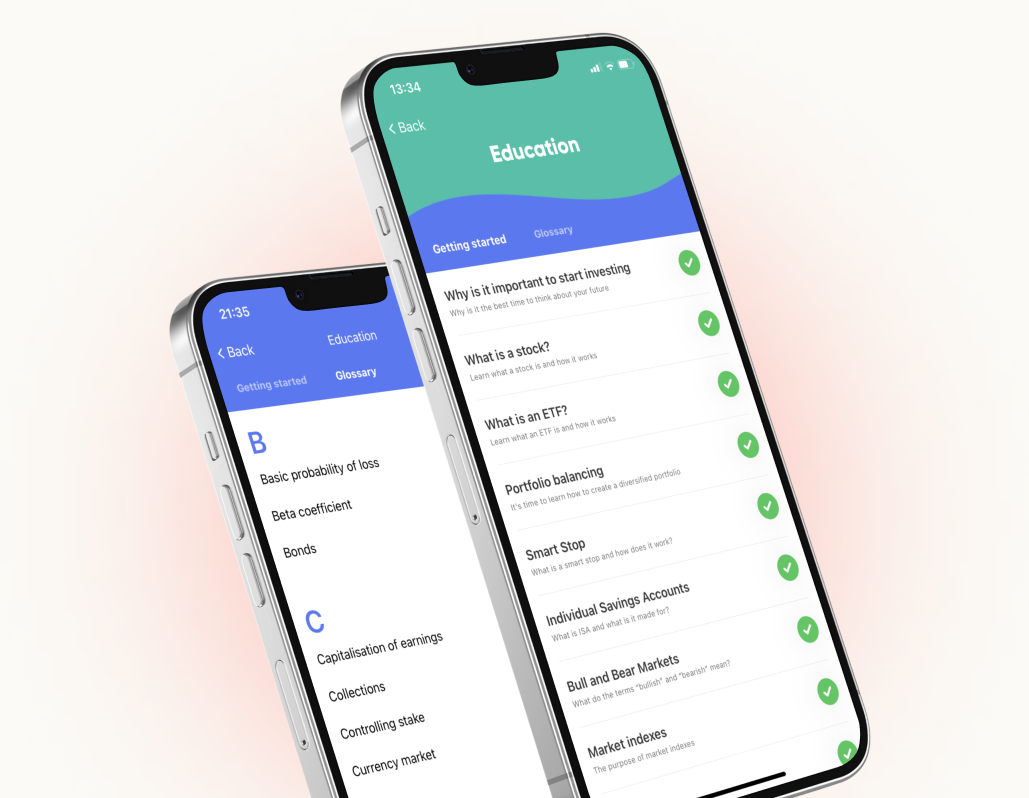 13:34
Back
Education
Getting started
Glossary
Why is it important to start investing
Why is it the best time to think about your future
What is a stock?
Learn what a stock is and how it works
What is an ETF?
Learn what an ETF is and how it works
Portfolio balancing
It's time to learn how to create a diversified portfolio
Smart Stop
What is a smart stop and how does it work?
Individual Savings Accounts
What is ISA and what is it made for?
Bull and Bear Markets
What do the terms "bullish" and "bearish" mean?
Market indexes
The purpose of market indexes
21:35
Back
Education
Getting started
Glossary
B
Basic probability of loss
Beta coefficient
Bonds
C
Capitalisation of earnings
Collections
Controlling stake
Currency market